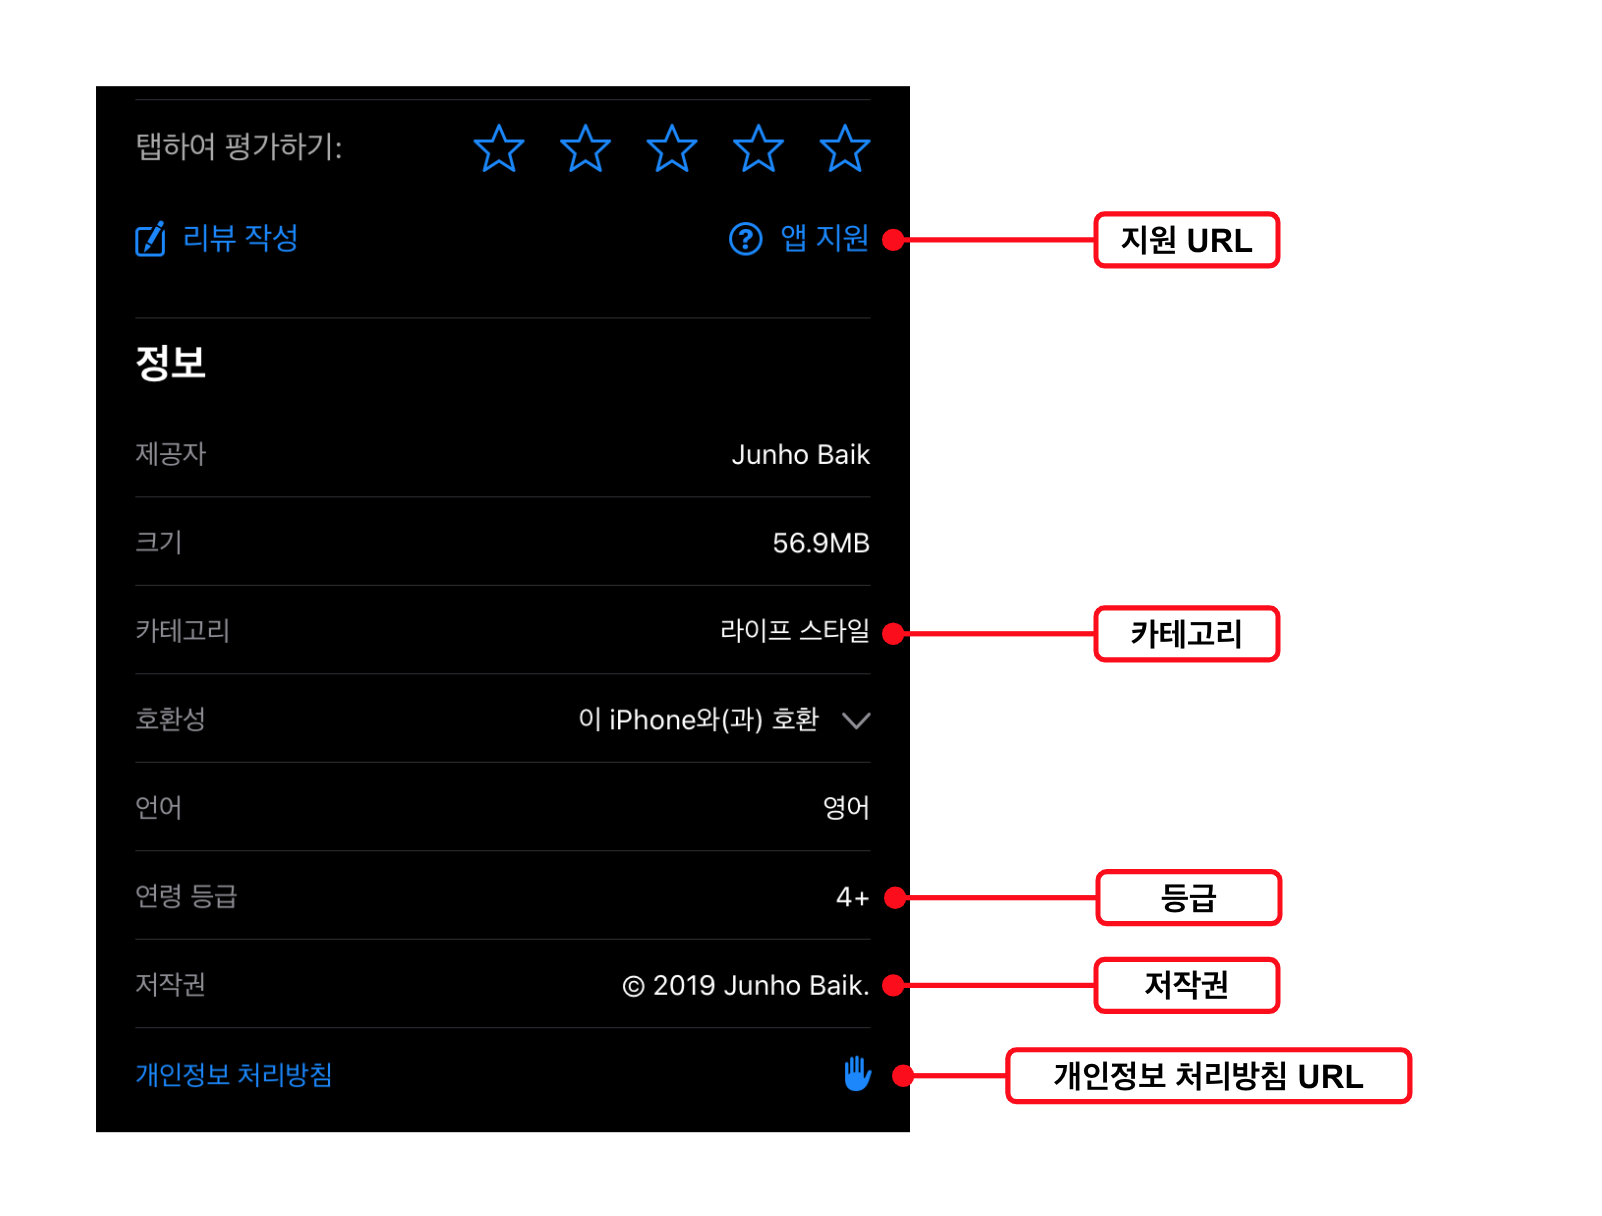 탭하여 평가하기:
리뷰 작성
앱 지원
지원 URL
정보
제공자
Junho Baik
크기
56.9MB
카테고리
라이프 스타일
카테고리
호환성
이 iPhone와(과) 호환
언어
영어
연령 등급
4+
등급
저작권
© 2019 Junho Baik.
저작권
개인정보 처리방침
개인정보 처리방침 URL